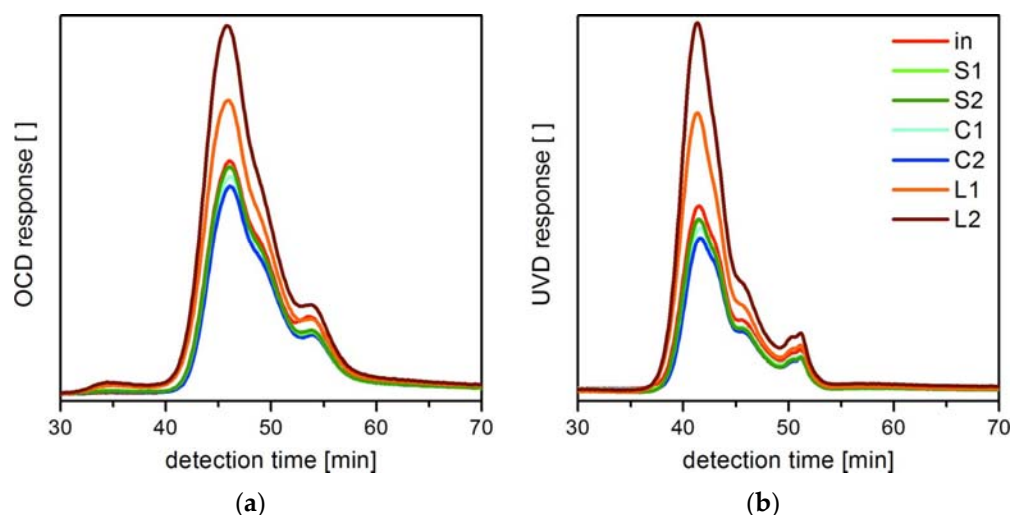 OCD response [ ]
30 40 50 60 70
detection time [min]
(a)
UVD response [ ]
in
S1
S2
C1
C2
L1
L2
30 40 50 60 70
detection time [min]
(b)